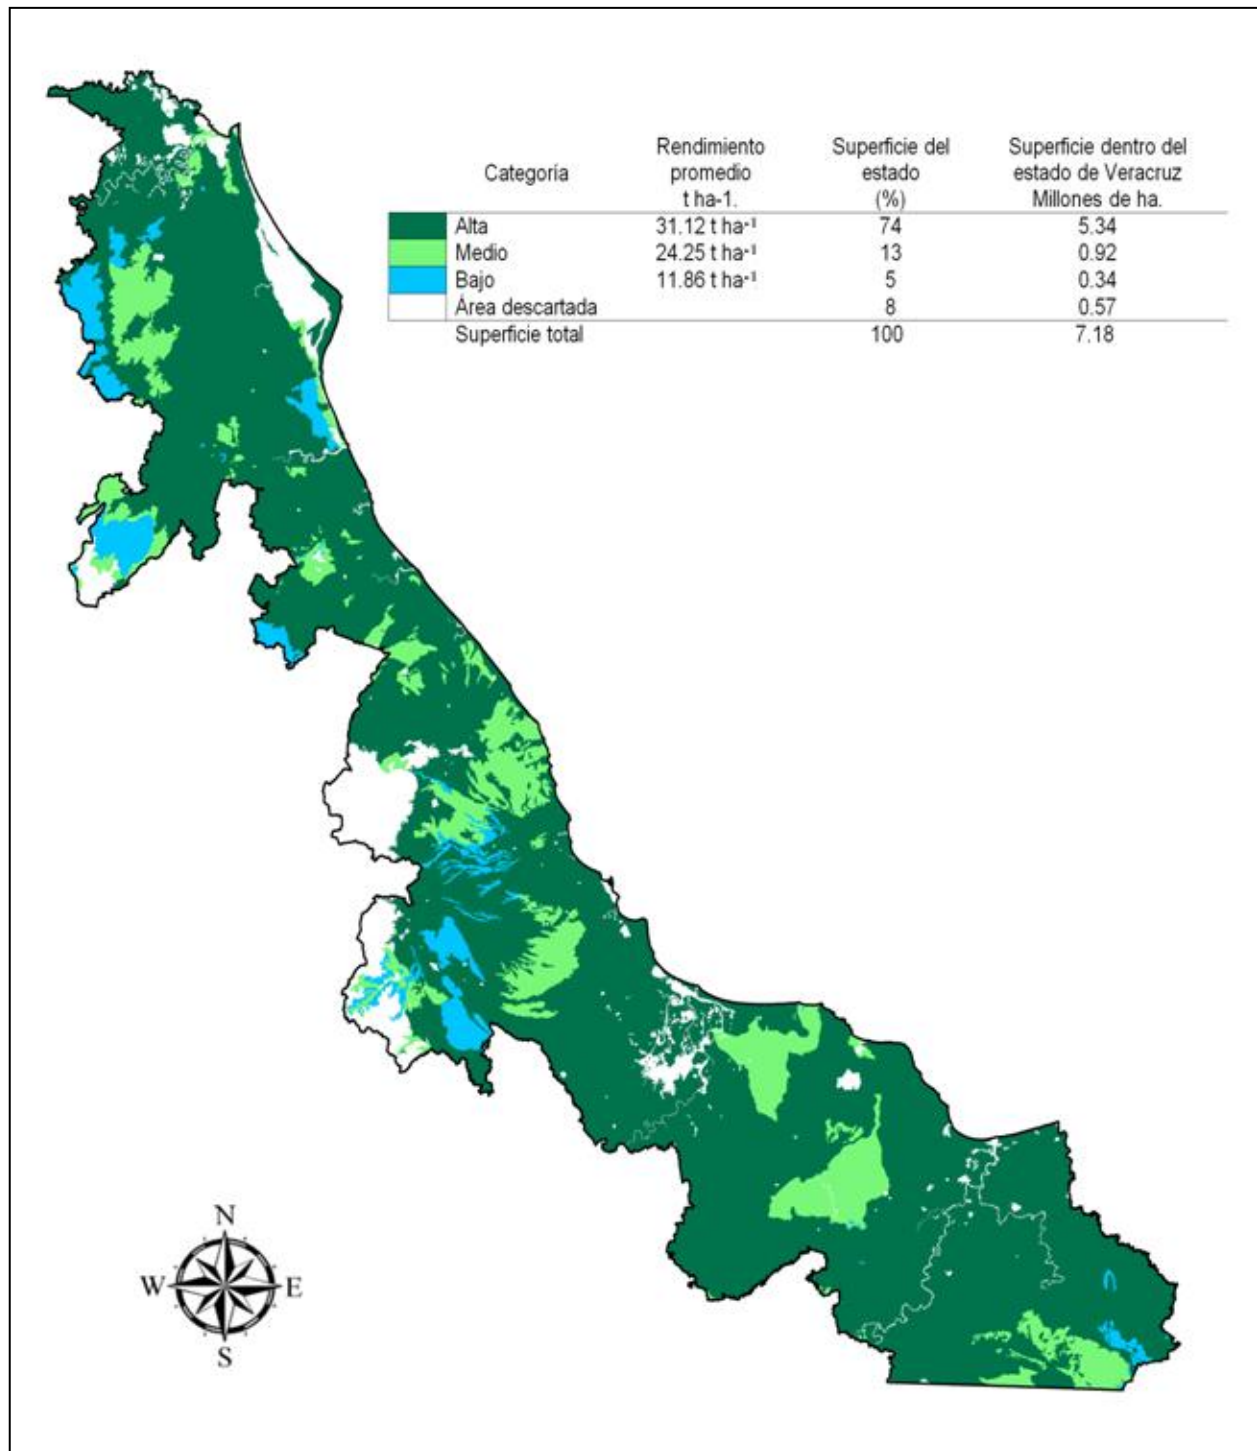 Categoría Rendimiento promedio t ha-1. Superficie del estado (%) Superficie dentro del estado de Veracruz Millones de ha.
Alta 31.12 t ha⁻¹ 74 5.34
Medio 24.25 t ha⁻¹ 13 0.92
Bajo 11.86 t ha⁻¹ 5 0.34
Área descartada 8 0.57
Superficie total 100 7.18
N
W E
S